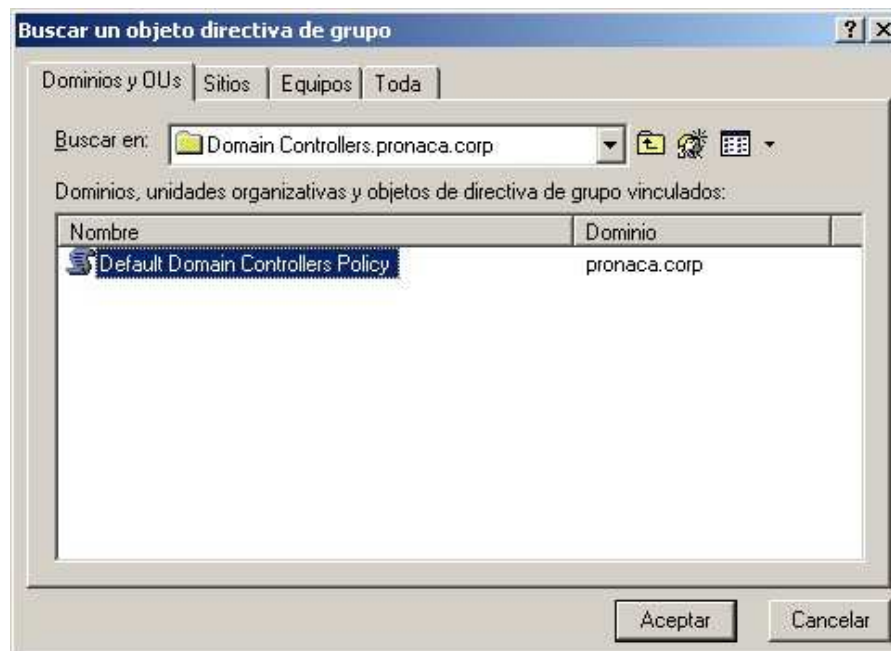 Buscar un objeto directiva de grupo
Dominios y OUs Sitios Equipos Toda
Buscar en: Domain Controllers.pronaca.corp
Dominios, unidades organizativas y objetos de directiva de grupo vinculados:
Nombre Dominio
Default Domain Controllers Policy pronaca.corp
Aceptar Cancelar